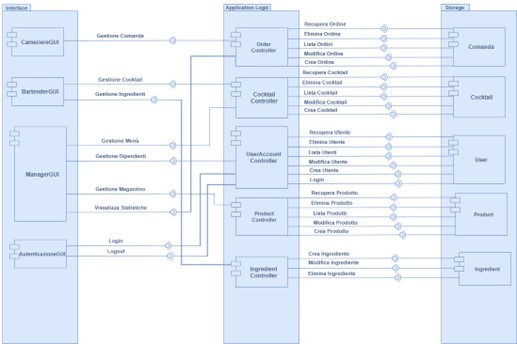 Interface
Application Logic
Storage
CameriereGUI
Gestione Comanda
Order
Controller
Recupera Ordine
Elimina Ordine
Lista Ordini
Modifica Ordine
Crea Ordine
Comanda
BartenderGUI
Gestione Cocktail
Gestione Ingredienti
Cocktail
Controller
Recupera Cocktail
Elimina Cocktail
Lista Cocktail
Modifica Cocktail
Crea Cocktail
Cocktail
ManagerGUI
Gestione Menù
Gestione Dipendenti
Gestione Magazzino
Visualizza Statistiche
UserAccount
Controller
Recupera Utente
Elimina Utente
Lista Utenti
Modifica Utente
Crea Utente
Login
User
Product
Controller
Recupera Prodotto
Elimina Prodotto
Lista Prodotti
Modifica Prodotto
Crea Prodotto
Product
AutenticazioneGUI
Login
Logout
Ingredient
Controller
Crea Ingrediente
Modifica Ingrediente
Elimina Ingrediente
Ingredient